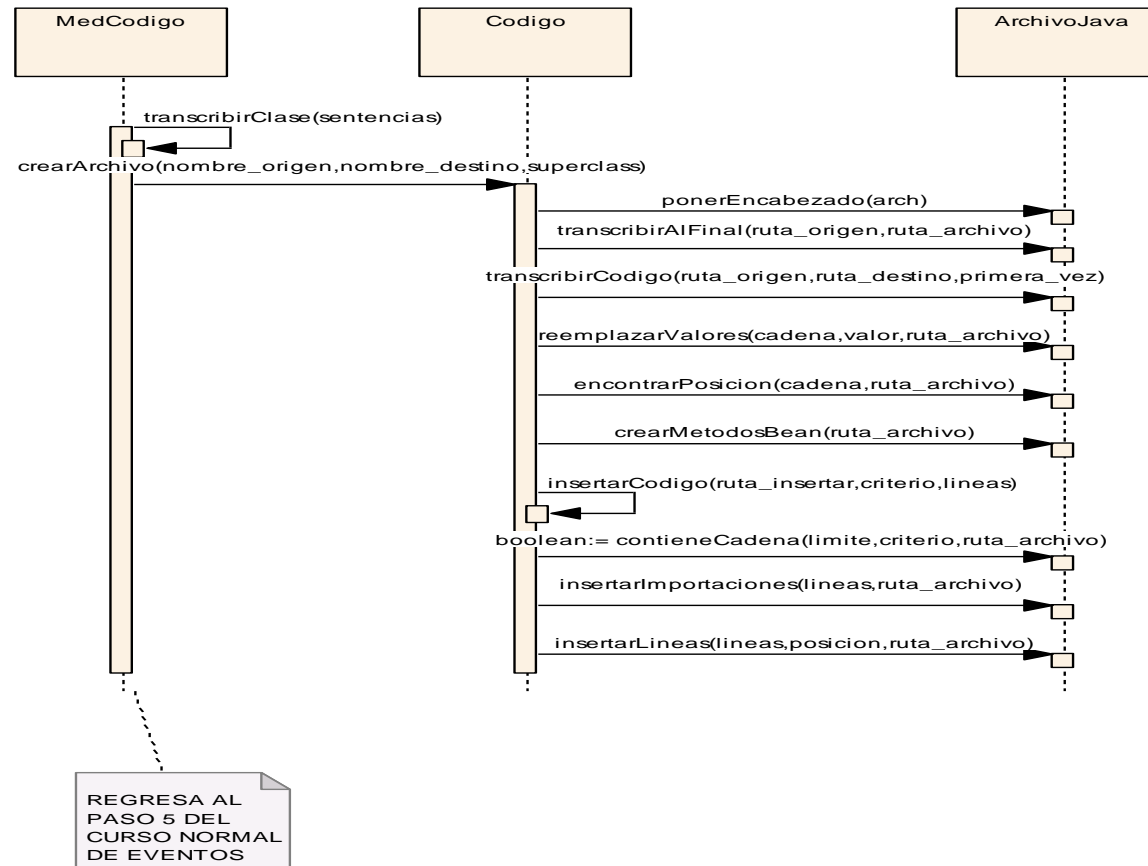 MedCodigo
Codigo
ArchivoJava
transcribirClase(sentencias)
crearArchivo(nombre_origen,nombre_destino,superclass)
ponerEncabezado(arch)
transcribirAlFinal(ruta_origen,ruta_archivo)
transcribirCodigo(ruta_origen,ruta_destino,primera_vez)
reemplazarValores(cadena,valor,ruta_archivo)
encontrarPosicion(cadena,ruta_archivo)
crearMetodosBean(ruta_archivo)
insertarCodigo(ruta_insertar,criterio,lineas)
boolean:= contieneCadena(limite,criterio,ruta_archivo)
insertarImportaciones(lineas,ruta_archivo)
insertarLineas(lineas,posicion,ruta_archivo)
REGRESA AL
PASO 5 DEL
CURSO NORMAL
DE EVENTOS